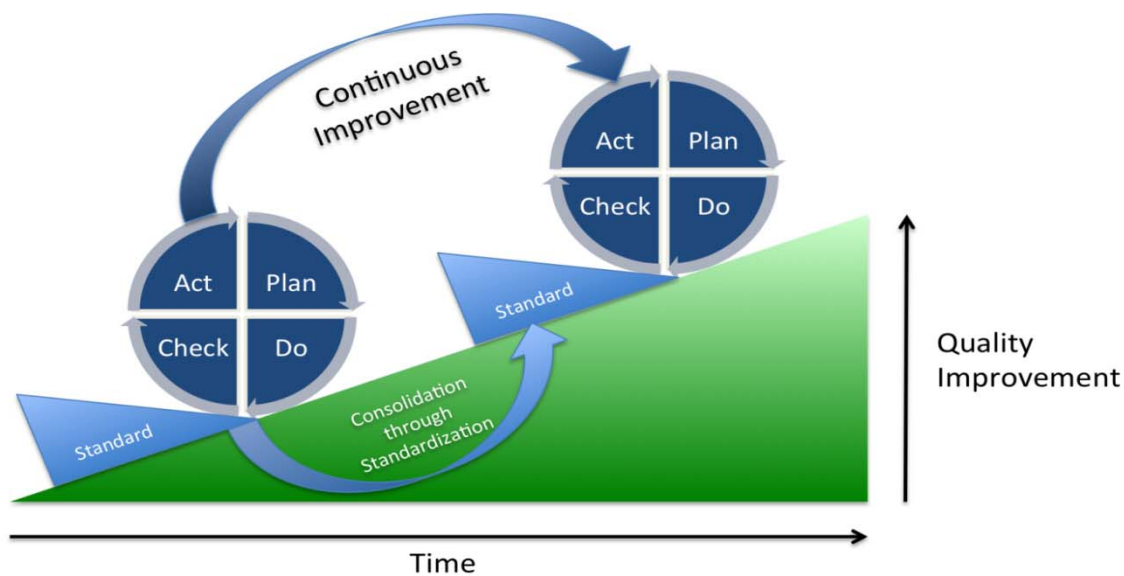 Continuous
Improvement
Act
Plan
Check
Do
Standard
Act
Plan
Check
Do
Standard
Consolidation
through
Standardization
Quality
Improvement
Time